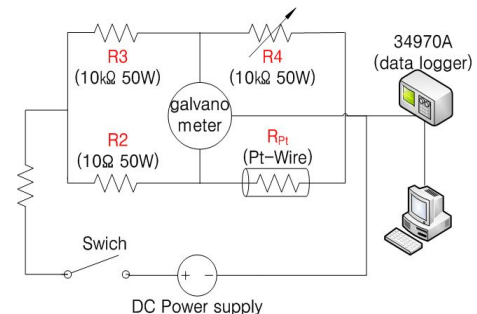 R3
(10kΩ 50W)
R4
(10kΩ 50W)
34970A
(data logger)
galvano
meter
R2
(10Ω 50W)
RPt
(Pt-Wire)
Swich
+ -
DC Power supply